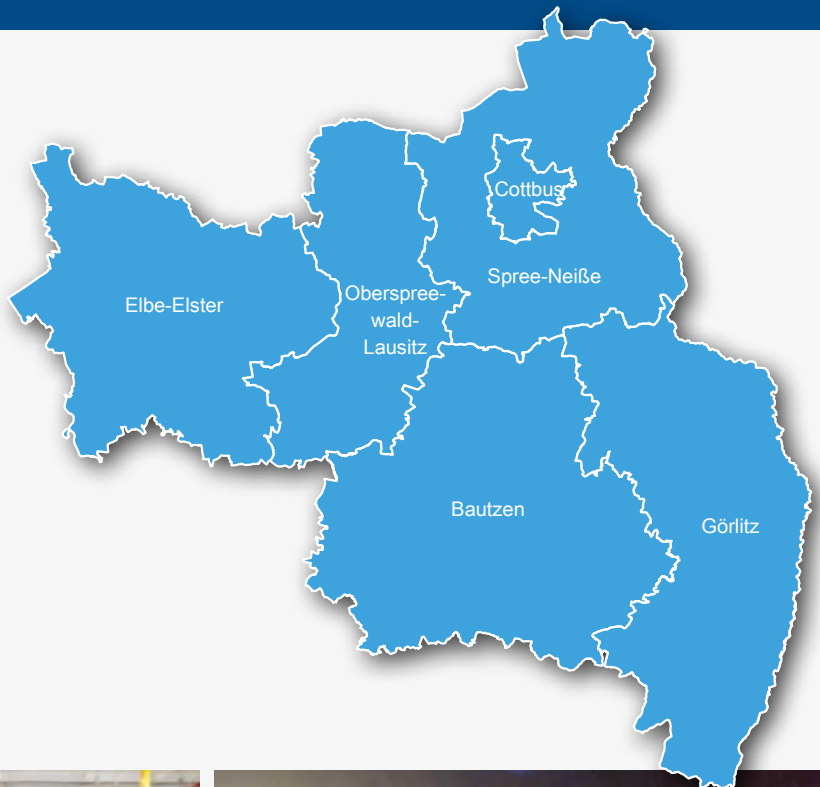 Cottbus
Spree-Neiße
Elbe-Elster
Oberspree-
wald-
Lausitz
Bautzen
Görlitz